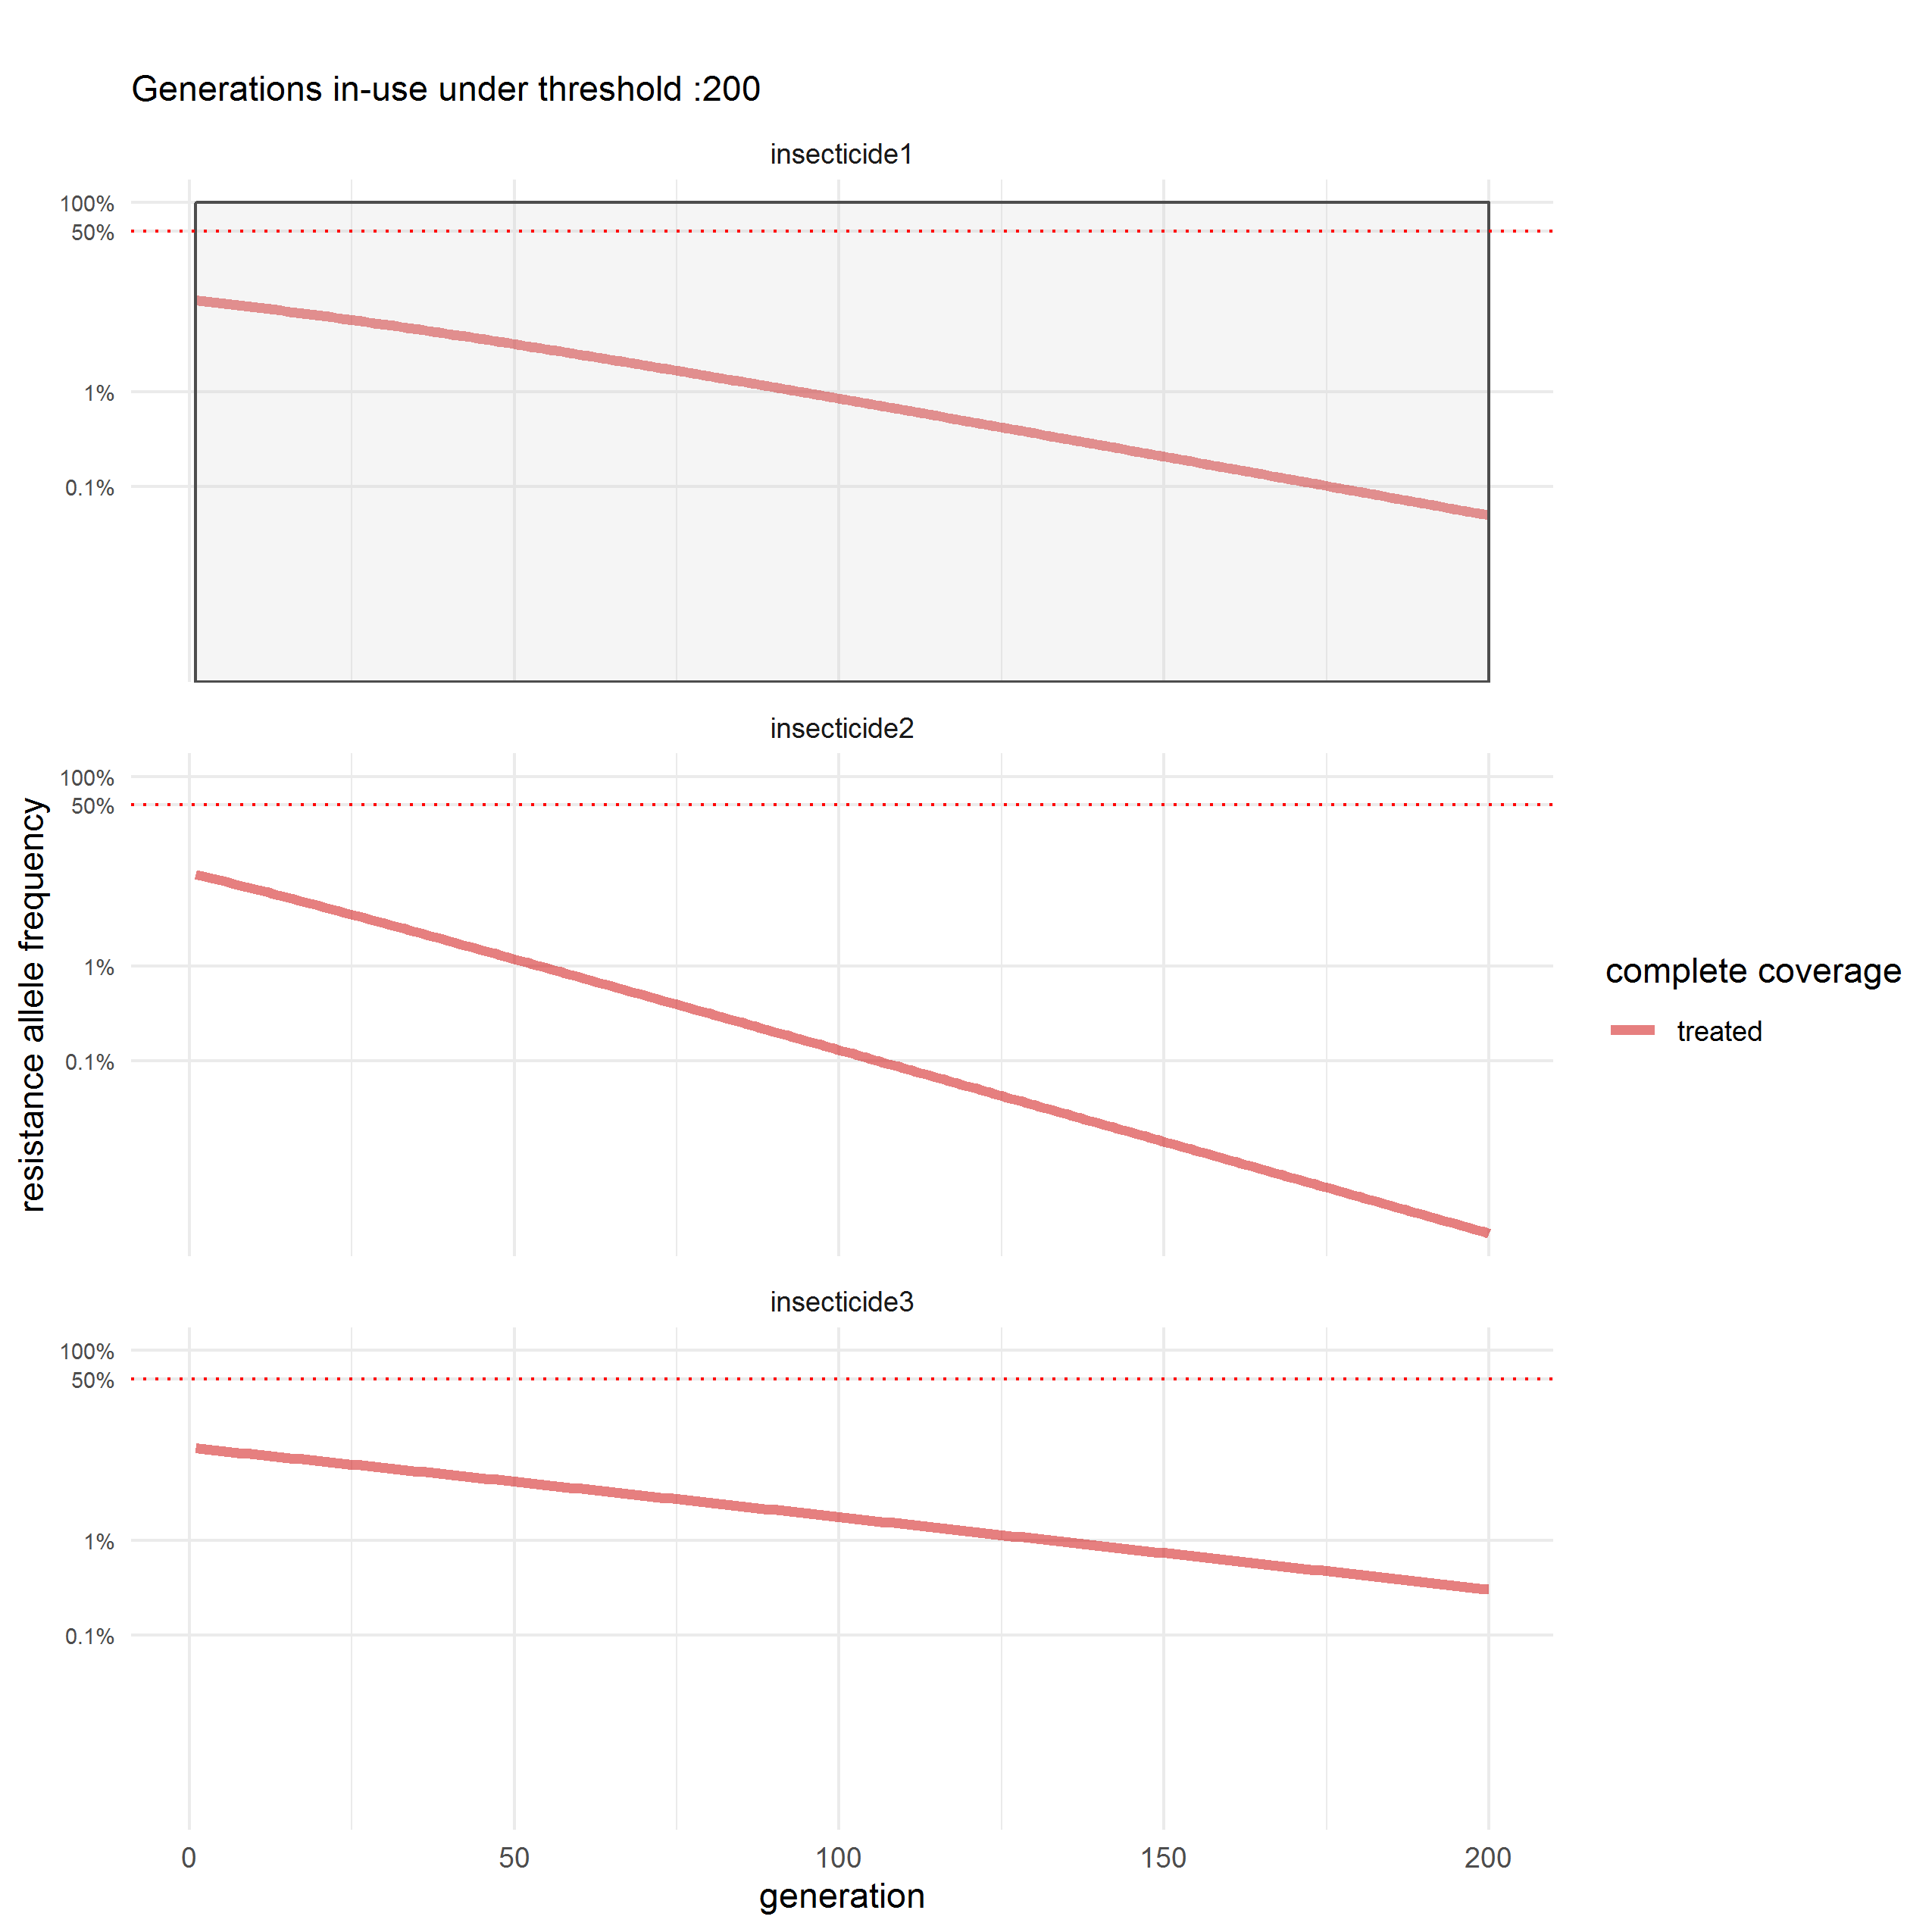 Generations in-use under threshold :200
insecticide1
100%
50%
1%
0.1%
insecticide2
100%
50%
1%
0.1%
resistance allele frequency
complete coverage
treated
insecticide3
100%
50%
1%
0.1%
0 50 100 150 200
generation